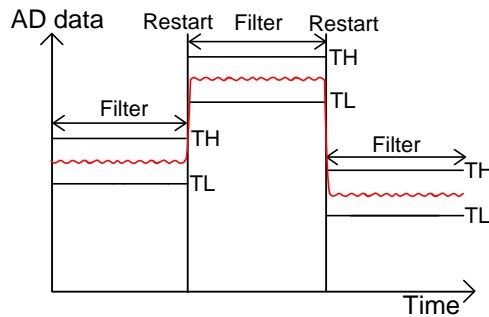 AD data
Restart
Filter
Restart
TH
TL
Filter
TH
TL
Filter
TH
TL
Time